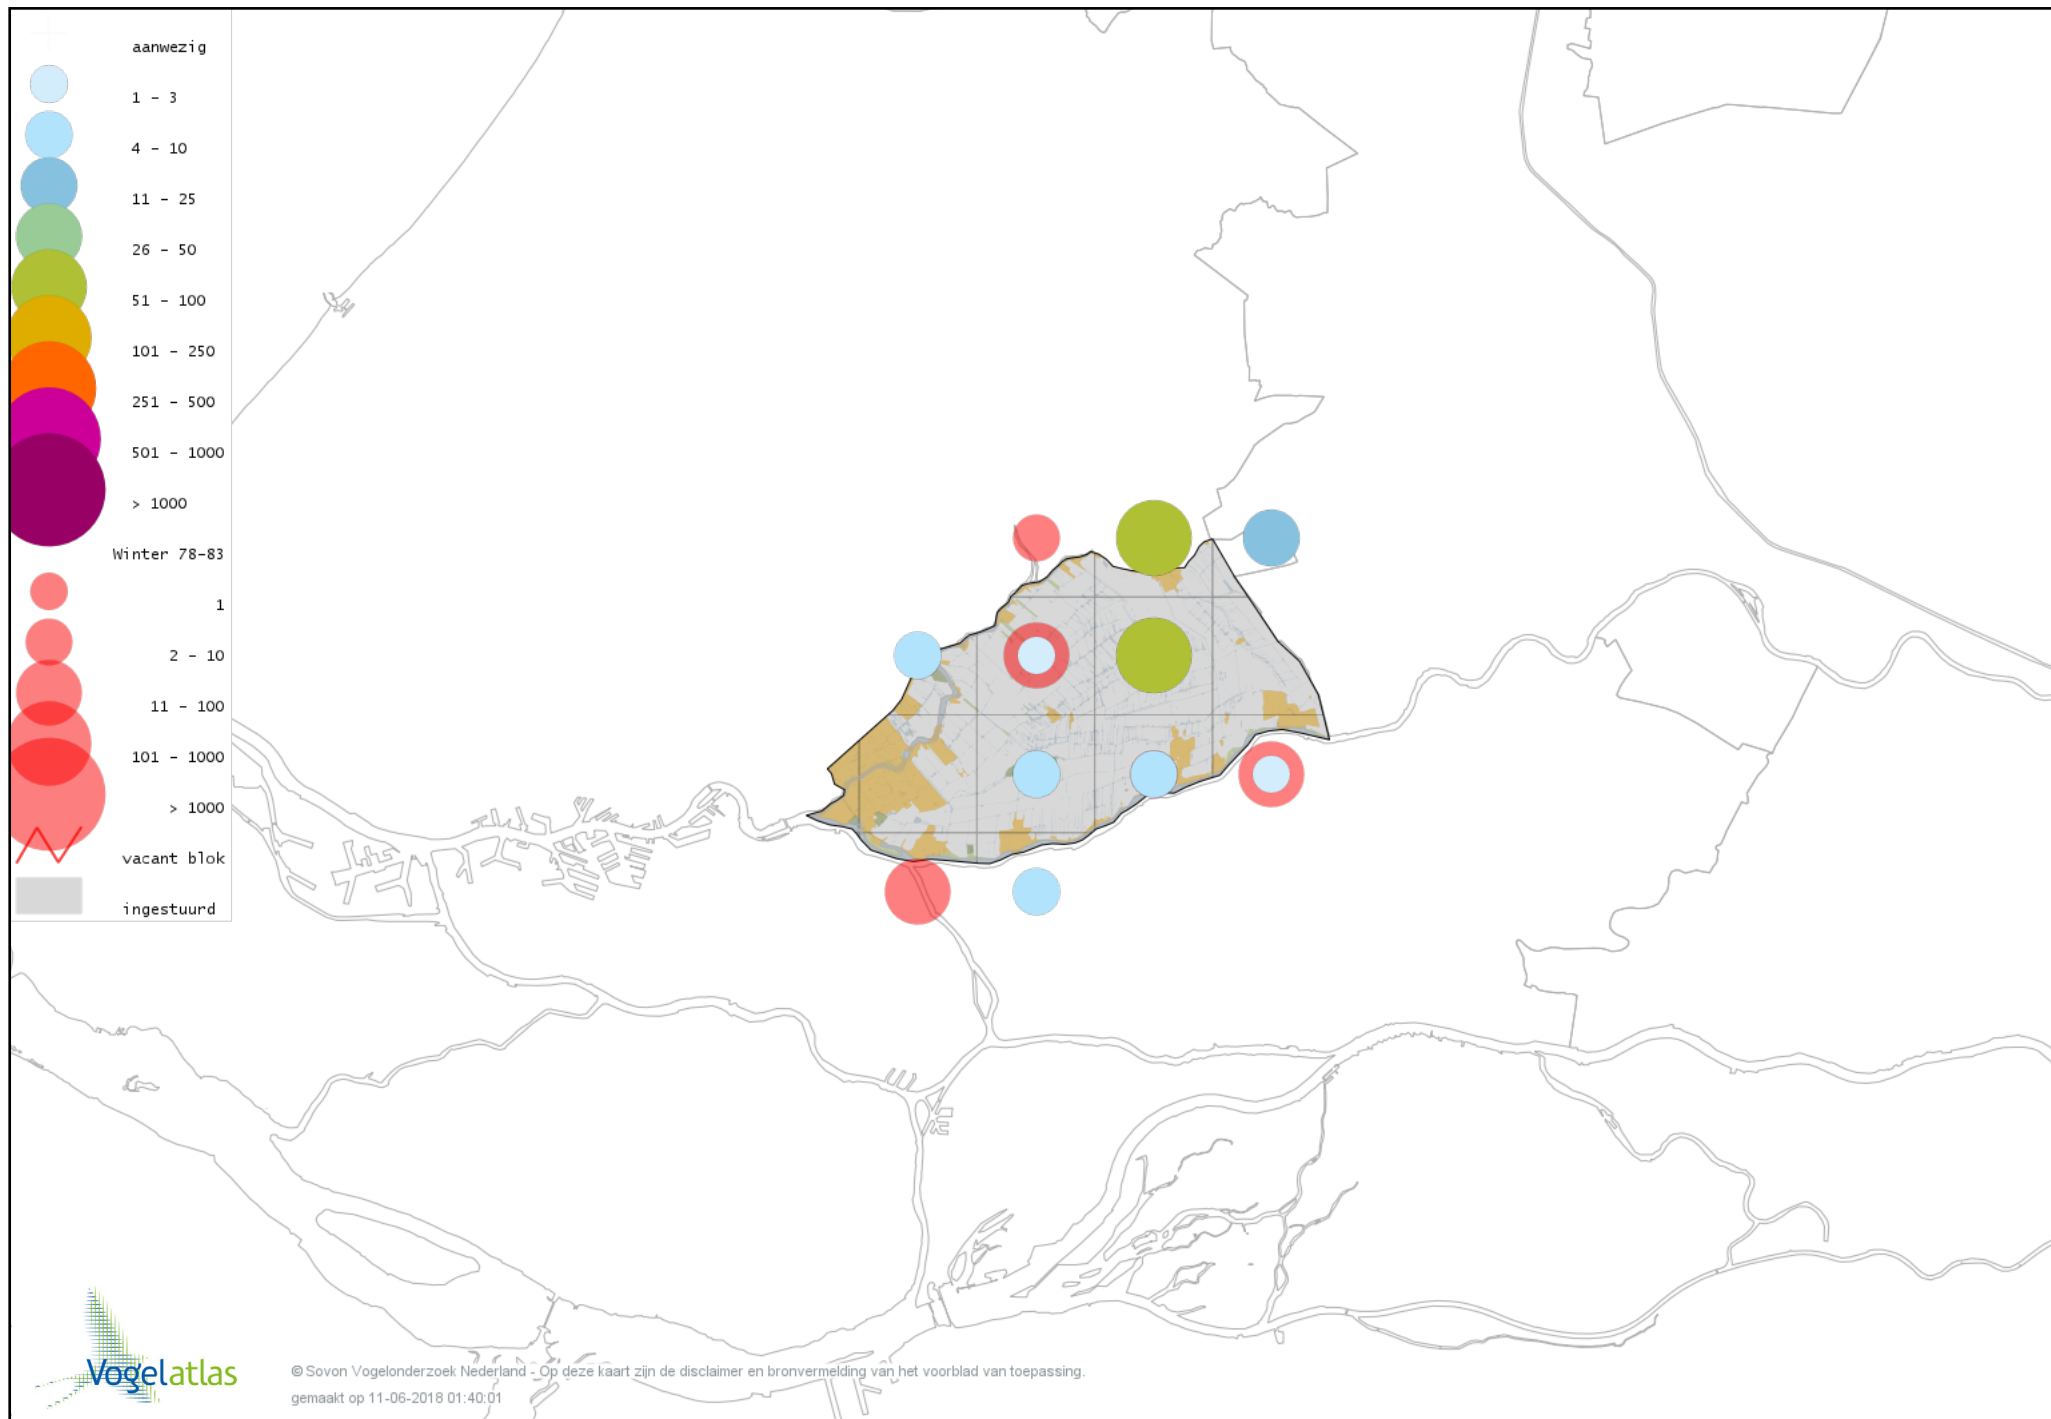 aanwezig
1 - 3
4 - 10
11 - 25
26 - 50
51 - 100
101 - 250
251 - 500
501 - 1000
> 1000
Winter 78-83
1
2 - 10
11 - 100
101 - 1000
> 1000
vacant blok
ingestuurd
Vogelatlas
© Sovon Vogelonderzoek Nederland - Op deze kaart zijn de disclaimer en bronvermelding van het voorblad van toepassing.
gemaakt op 11-06-2018 01:40:01